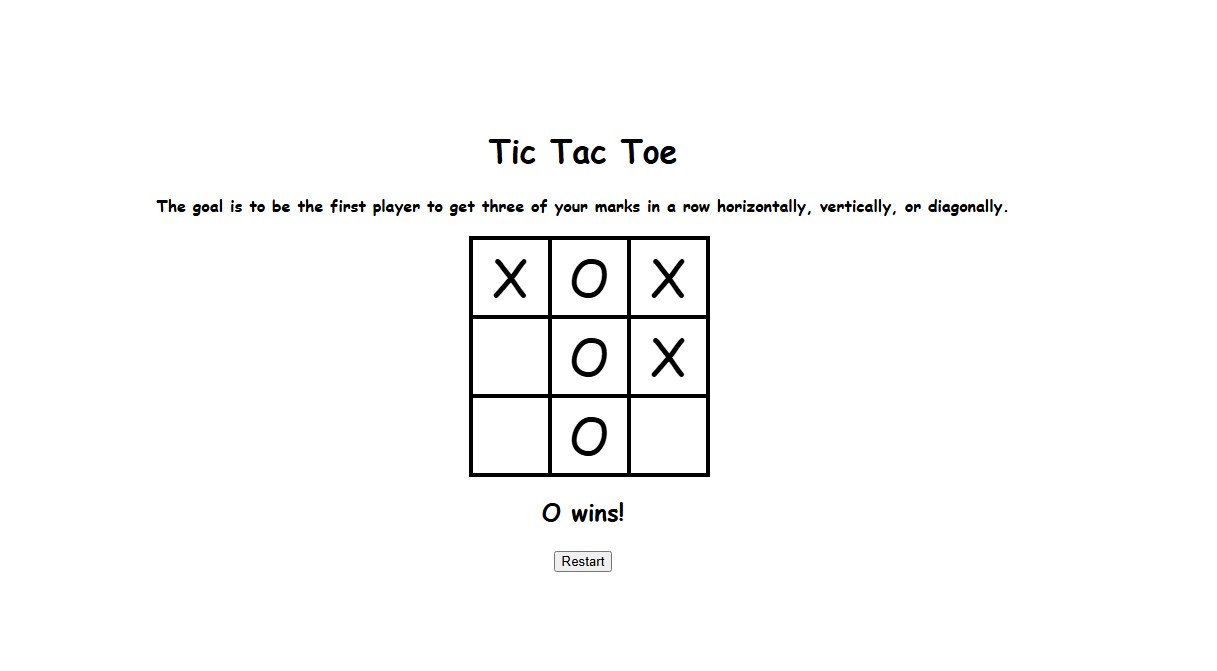 Tic Tac Toe
The goal is to be the first player to get three of your marks in a row horizontally, vertically, or diagonally.
X O X
O X
O
O wins!
Restart